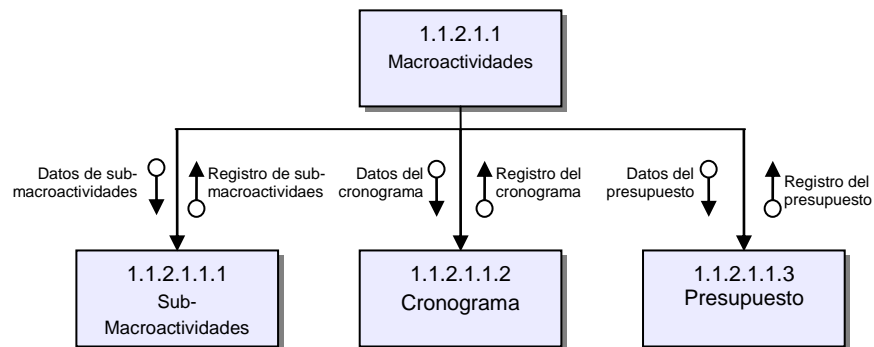 1.1.2.1.1
Macroactividades
Datos de sub-
macroactividades
Registro de sub-
macroactividaes
Datos del
cronograma
Registro del
cronograma
Datos del
presupuesto
Registro del
presupuesto
1.1.2.1.1.1
Sub-
Macroactividades
1.1.2.1.1.2
Cronograma
1.1.2.1.1.3
Presupuesto